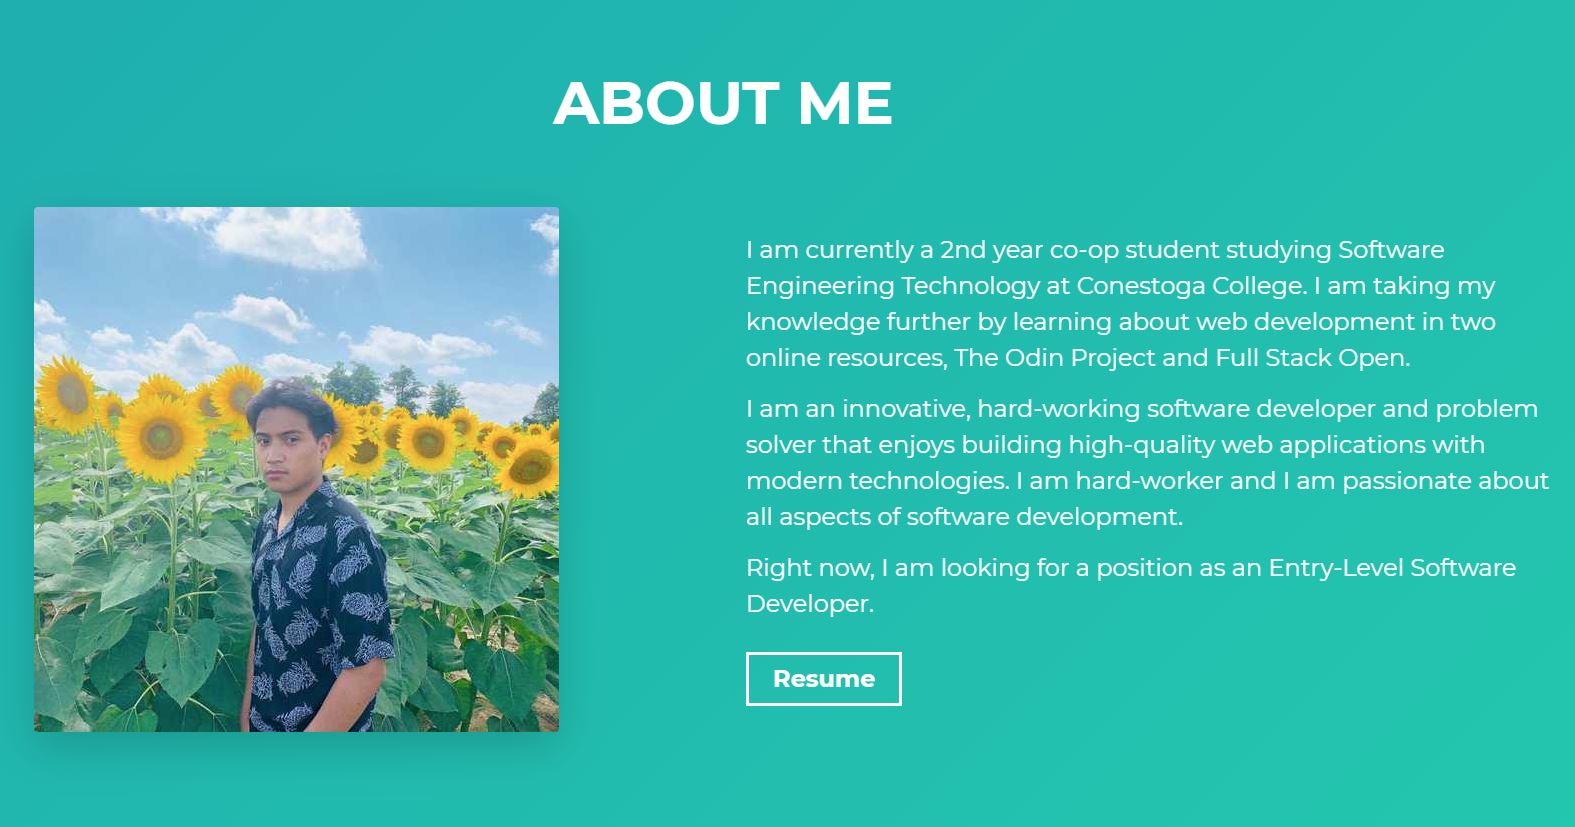 ABOUT ME
I am currently a 2nd year co-op student studying Software
Engineering Technology at Conestoga College. I am taking my
knowledge further by learning about web development in two
online resources, The Odin Project and Full Stack Open.
I am an innovative, hard-working software developer and problem
solver that enjoys building high-quality web applications with
modern technologies. I am hard-worker and I am passionate about
all aspects of software development.
Right now, I am looking for a position as an Entry-Level Software
Developer.
Resume